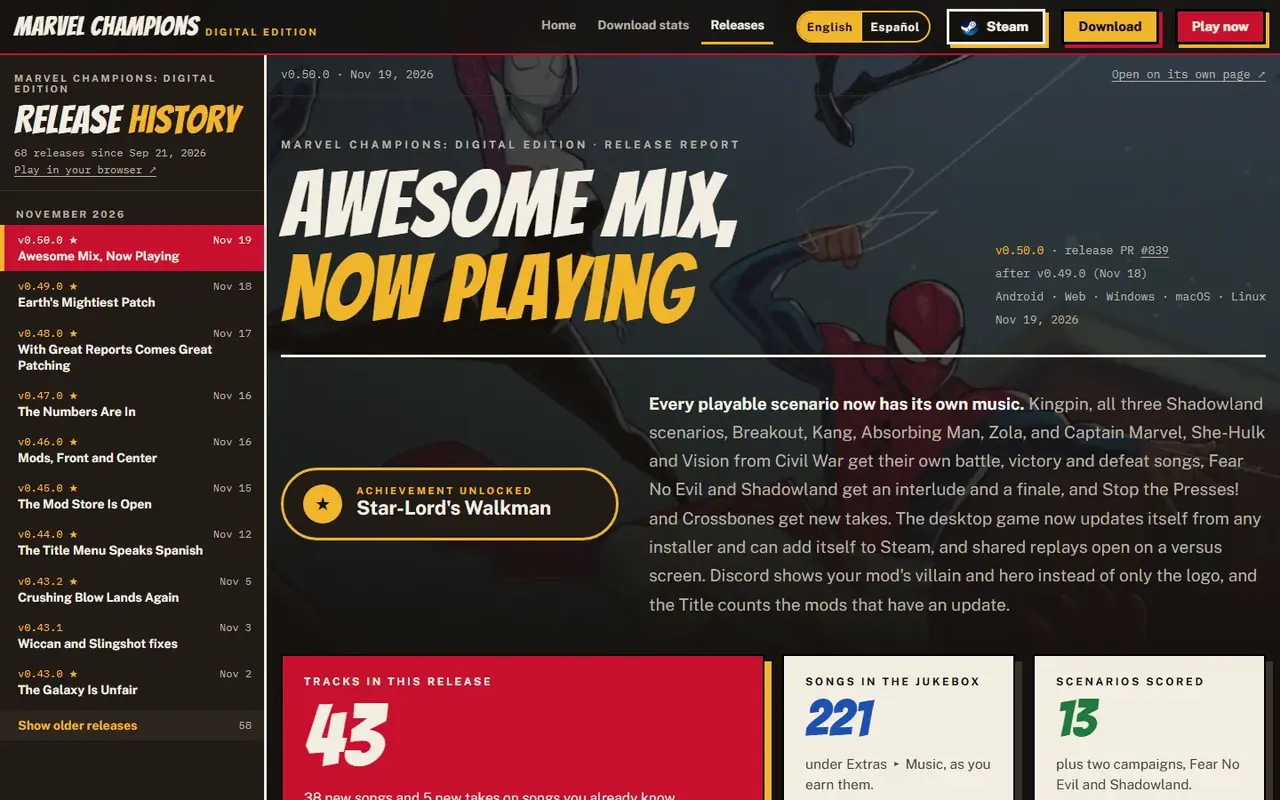 MARVEL CHAMPIONS DIGITAL EDITION
Home
Download stats
Releases
English
Español
Steam
Download
Play now
MARVEL CHAMPIONS: DIGITAL
EDITION
RELEASE HISTORY
68 releases since Sep 21, 2026
Play in your browser ↗
NOVEMBER 2026
v0.50.0 ★ Nov 19
Awesome Mix, Now Playing
v0.49.0 ★ Nov 18
Earth's Mightiest Patch
v0.48.0 ★ Nov 17
With Great Reports Comes Great
Patching
v0.47.0 ★ Nov 16
The Numbers Are In
v0.46.0 ★ Nov 16
Mods, Front and Center
v0.45.0 ★ Nov 15
The Mod Store Is Open
v0.44.0 ★ Nov 12
The Title Menu Speaks Spanish
v0.43.2 ★ Nov 5
Crushing Blow Lands Again
v0.43.1 Nov 3
Wiccan and Slingshot fixes
v0.43.0 ★ Nov 2
The Galaxy Is Unfair
Show older releases 58
v0.50.0 · Nov 19, 2026
Open on its own page ↗
MARVEL CHAMPIONS: DIGITAL EDITION · RELEASE REPORT
AWESOME MIX,
NOW PLAYING
v0.50.0 · release PR #839
after v0.49.0 (Nov 18)
Android · Web · Windows · macOS · Linux
Nov 19, 2026
★
ACHIEVEMENT UNLOCKED
Star-Lord's Walkman
Every playable scenario now has its own music. Kingpin, all three Shadowland
scenarios, Breakout, Kang, Absorbing Man, Zola, and Captain Marvel, She-Hulk
and Vision from Civil War get their own battle, victory and defeat songs, Fear
No Evil and Shadowland get an interlude and a finale, and Stop the Presses!
and Crossbones get new takes. The desktop game now updates itself from any
installer and can add itself to Steam, and shared replays open on a versus
screen. Discord shows your mod's villain and hero instead of only the logo, and
the Title counts the mods that have an update.
TRACKS IN THIS RELEASE
43
38 new songs and 5 new takes on songs you already know.
SONGS IN THE JUKEBOX
221
under Extras ‣ Music, as you
earn them.
SCENARIOS SCORED
13
plus two campaigns, Fear No
Evil and Shadowland.